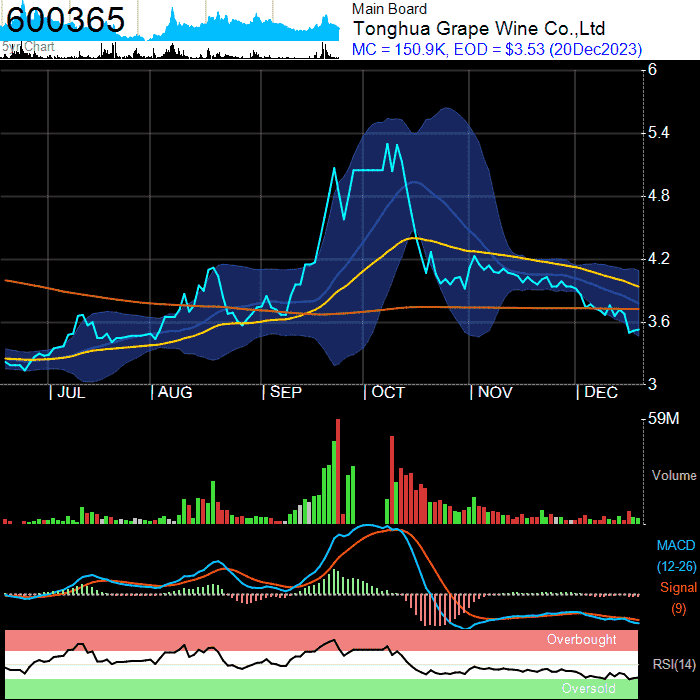 600365
5yr Chart
Main Board
Tonghua Grape Wine Co.,Ltd
MC = 150.9K, EOD = $3.53 (20Dec2023)
6
5.4
4.8
4.2
3.6
3
| JUL | AUG | SEP | OCT | NOV | DEC
59M
Volume
MACD
(12-26)
Signal
(9)
Overbought
RSI(14)
Oversold